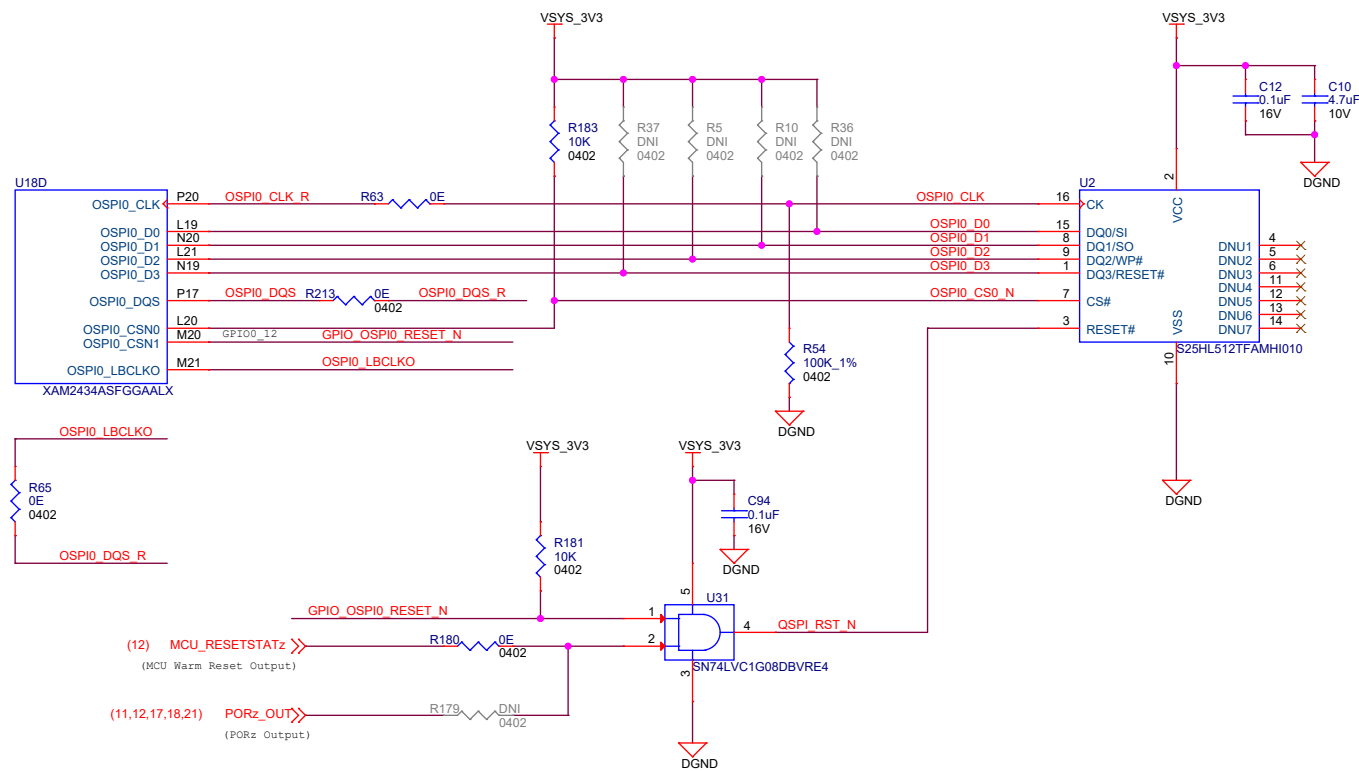 VSYS_3V3
VSYS_3V3
C12
0.1uF
16V
C10
4.7uF
10V
DGND
R183
10K
0402
R37
DNI
0402
R5
DNI
0402
R10
DNI
0402
R36
DNI
0402
U18D
OSPI0_CLK
P20
OSPI0_CLK_R
R63
0E
OSPI0_CLK
OSPI0_D0
L19
OSPI0_D0
OSPI0_D1
N20
OSPI0_D1
OSPI0_D2
L21
OSPI0_D2
OSPI0_D3
N19
OSPI0_D3
OSPI0_DQS
P17
OSPI0_DQS
R213
0E
0402
OSPI0_DQS_R
OSPI0_CS0_N
OSPI0_CSN0
L20
OSPI0_CSN1
M20
GPIO0_12
GPIO_OSPI0_RESET_N
OSPI0_LBCLKO
M21
OSPI0_LBCLKO
XAM2434ASFGGAALX
U2
2
VCC
16
CK
15
DQ0/SI
8
DQ1/SO
9
DQ2/WP#
1
DQ3/RESET#
7
CS#
3
RESET#
VSS
10
DNU1
4
DNU2
5
DNU3
6
DNU4
11
DNU5
12
DNU6
13
DNU7
14
S25HL512TFAMHI010
DGND
R54
100K_1%
0402
DGND
OSPI0_LBCLKO
R65
0E
0402
OSPI0_DQS_R
VSYS_3V3
R181
10K
0402
VSYS_3V3
C94
0.1uF
16V
DGND
GPIO_OSPI0_RESET_N
1
2
5
U31
4
3
SN74LVC1G08DBVRE4
QSPI_RST_N
(12)
MCU_RESETSTATz
(MCU Warm Reset Output)
R180
0E
0402
(11,12,17,18,21)
PORz_OUT
(PORz Output)
R179
DNI
0402
DGND